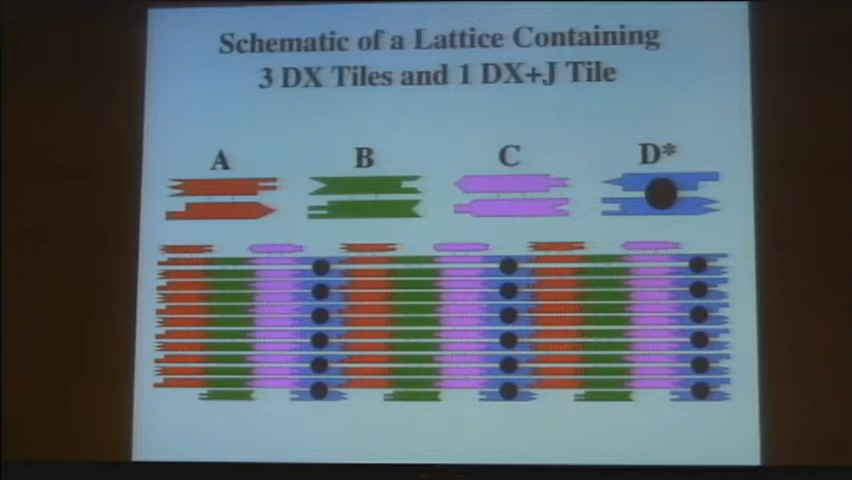 Schematic of a Lattice Containing
3 DX Tiles and 1 DX+J Tile
A B C D*